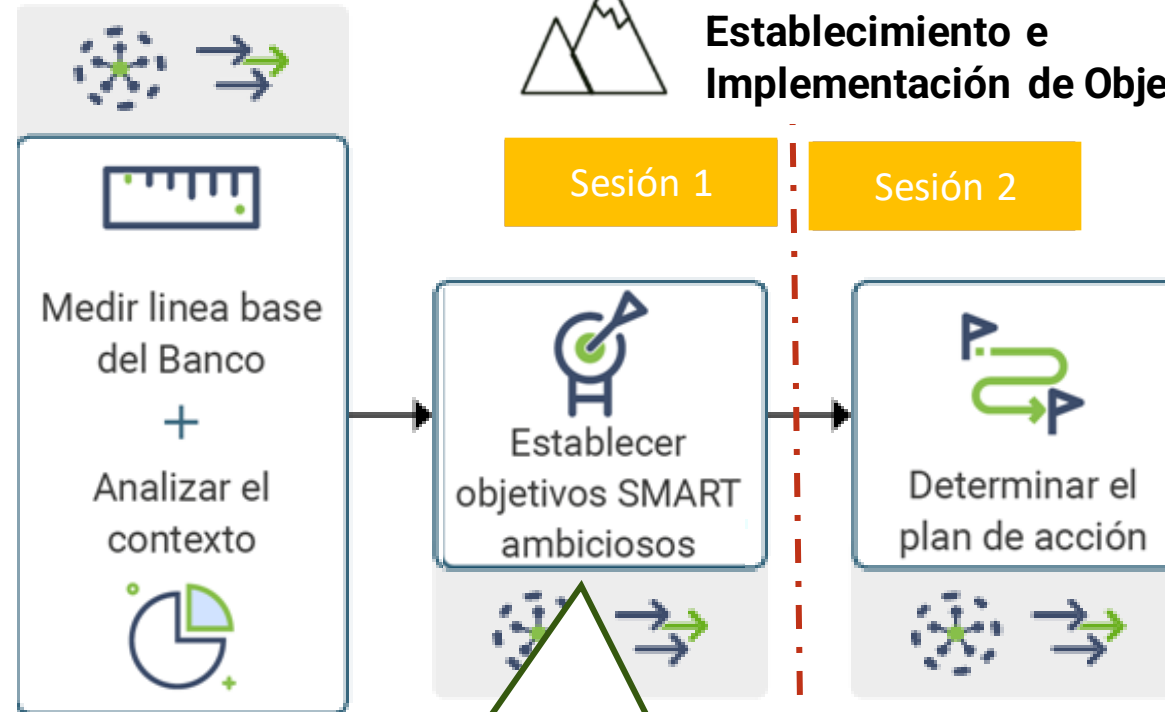 Establecimiento e
Implementación de Obje
Sesión 1
Sesión 2
Medir linea base
del Banco
+
Analizar el
contexto
Establecer
objetivos SMART
ambiciosos
Determinar el
plan de acción